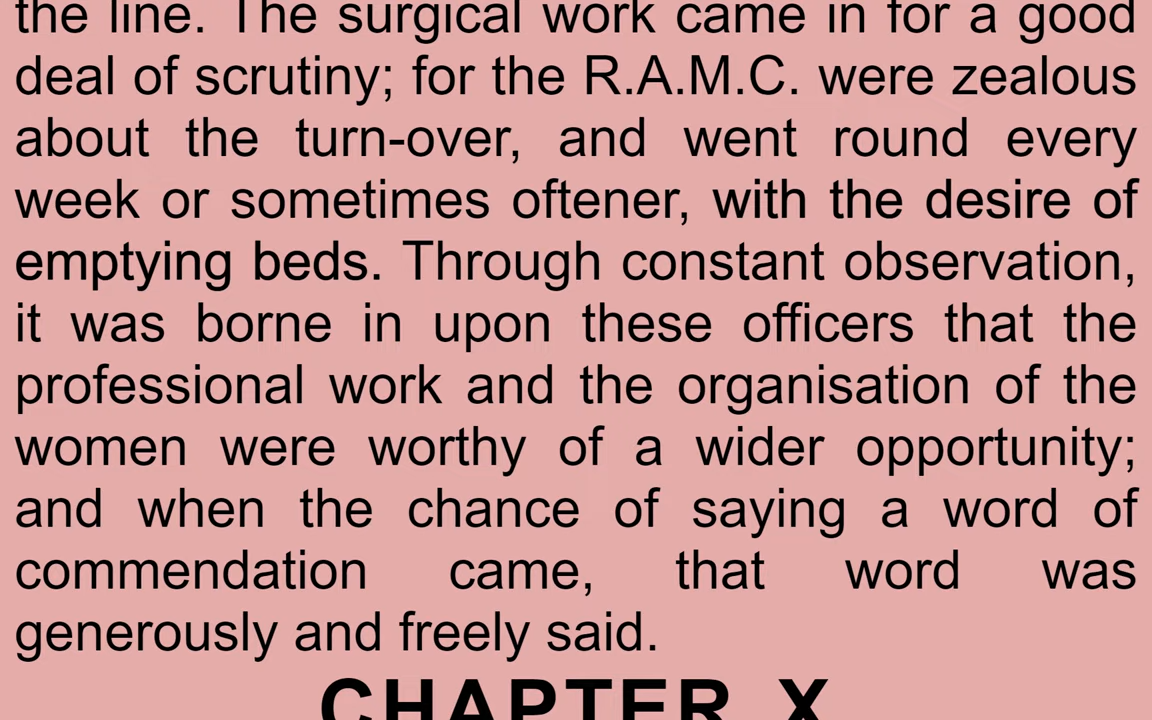 the line. The surgical work came in for a good
deal of scrutiny; for the R.A.M.C. were zealous
about the turn-over, and went round every
week or sometimes oftener, with the desire of
emptying beds. Through constant observation,
it was borne in upon these officers that the
professional work and the organisation of the
women were worthy of a wider opportunity;
and when the chance of saying a word of
commendation came, that word was
generously and freely said.
CHAPTER X